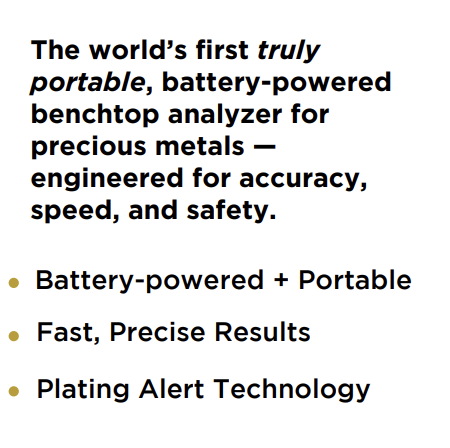 The world’s first truly
portable, battery-powered
benchtop analyzer for
precious metals —
engineered for accuracy,
speed, and safety.
Battery-powered + Portable
Fast, Precise Results
Plating Alert Technology